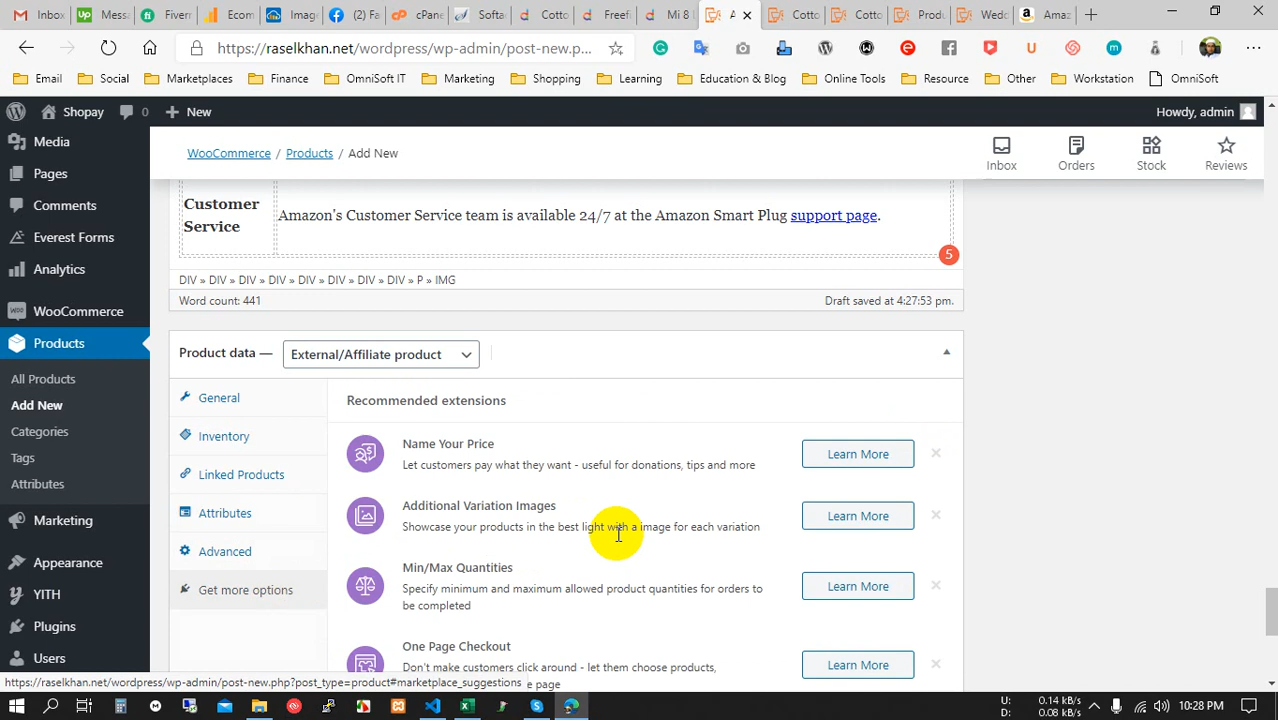 Inbox
Messa
Fiverr
Ecom
Image
(2) Fa
cPane
Softac
Cotto
Freefi
Mi 8 L
A
Cotto
Cotto
Produ
Wedd
Amaz
https://raselkhan.net/wordpress/wp-admin/post-new.p...
Email
Social
Marketplaces
Finance
OmniSoft IT
Marketing
Shopping
Learning
Education & Blog
Online Tools
Resource
Other
Workstation
OmniSoft
Shopay
0
New
Howdy, admin
Media
Pages
Comments
Everest Forms
Analytics
WooCommerce
Products
All Products
Add New
Categories
Tags
Attributes
Marketing
Appearance
YITH
Plugins
Users
WooCommerce / Products / Add New
Inbox
Orders
Stock
Reviews
Customer
Service
Amazon's Customer Service team is available 24/7 at the Amazon Smart Plug support page.
5
DIV » DIV » DIV » DIV » DIV » DIV » DIV » DIV » P » IMG
Word count: 441
Draft saved at 4:27:53 pm.
Product data —
External/Affiliate product
General
Inventory
Linked Products
Attributes
Advanced
Get more options
Recommended extensions
Name Your Price
Let customers pay what they want - useful for donations, tips and more
Learn More
Additional Variation Images
Showcase your products in the best light with a image for each variation
Learn More
Min/Max Quantities
Specify minimum and maximum allowed product quantities for orders to
be completed
Learn More
One Page Checkout
Don't make customers click around - let them choose products,
e page
Learn More
https://raselkhan.net/wordpress/wp-admin/post-new.php?post_type=product#marketplace_suggestions
U: 0.14 kB/s
D: 0.08 kB/s
10:28 PM